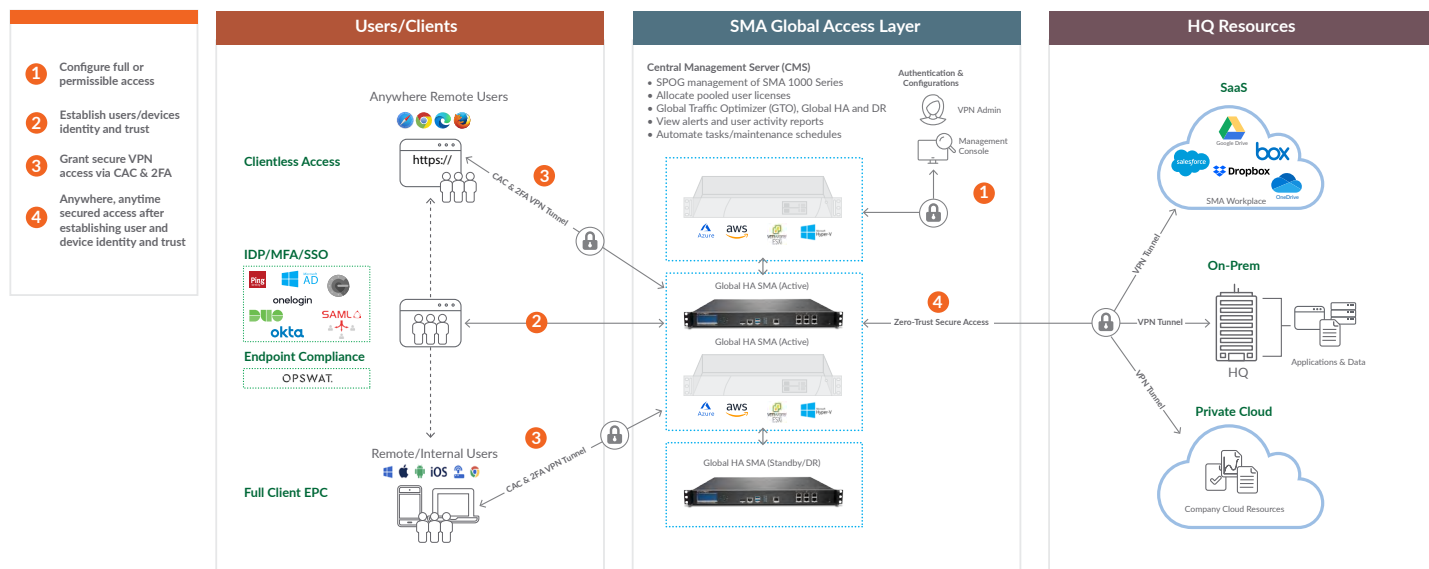 1
Configure full or
permissible access
2
Establish users/devices
identity and trust
3
Grant secure VPN
access via CAC & 2FA
4
Anywhere, anytime
secured access after
establishing user and
device identity and trust
Users/Clients
Anywhere Remote Users
https://
Clientless Access
3
CAC & 2FA VPN Tunnel
IDP/MFA/SSO
Ping
AD
onelogin
DUO
SAML
okta
2
Endpoint Compliance
OPSWAT.
3
Remote/Internal Users
iOS
CAC & 2FA VPN Tunnel
Full Client EPC
SMA Global Access Layer
Central Management Server (CMS)
• SPOG management of SMA 1000 Series
• Allocate pooled user licenses
• Global Traffic Optimizer (GTO), Global HA and DR
• View alerts and user activity reports
• Automate tasks/maintenance schedules
Authentication &
Configurations
VPN Admin
Management
Console
1
Azure
aws
vmware
ESXi
Hyper-V
Global HA SMA (Active)
4
Zero-Trust Secure Access
Global HA SMA (Active)
Azure
aws
vmware
ESXi
Hyper-V
Global HA SMA (Standby/DR)
HQ Resources
SaaS
Google Drive
salesforce
box
Dropbox
OneDrive
SMA Workplace
VPN Tunnel
On-Prem
VPN Tunnel
HQ
Applications & Data
VPN Tunnel
Private Cloud
Company Cloud Resources